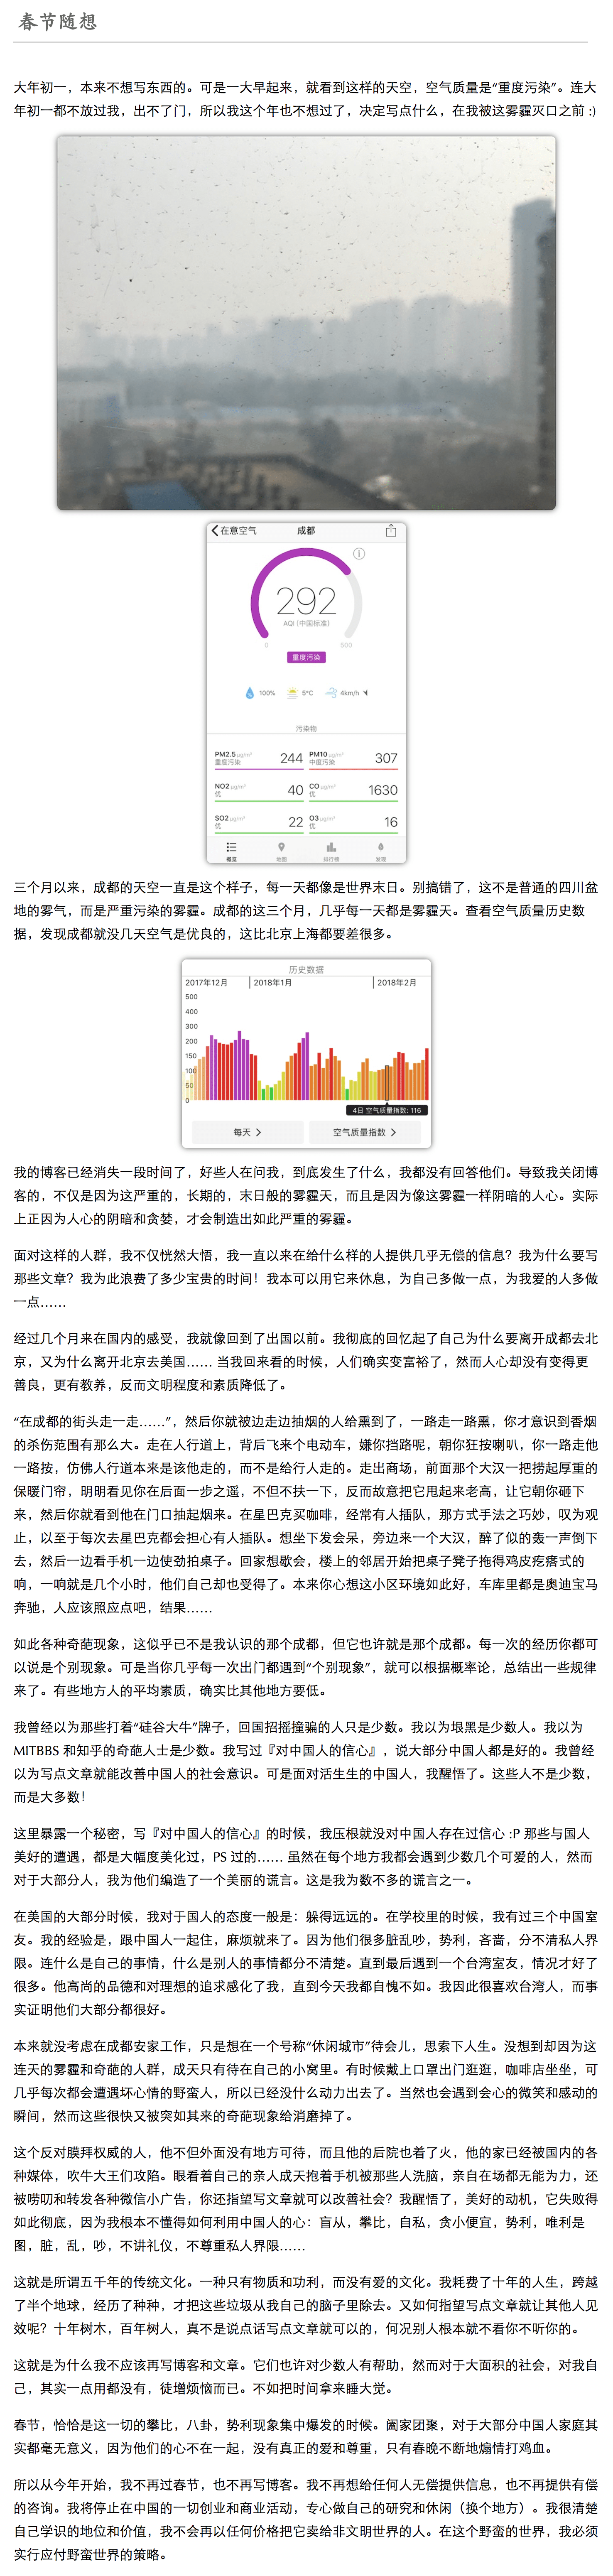 春节随想
大年初一，本来不想写东西的。可是一大早起来，就看到这样的天空，空气质量是“重度污染”。连大
年初一都不放过我，出不了门，所以我这个年也不想过了，决定写点什么，在我被这雾霾灭口之前 :)
在意空气
成都
292
AQI (中国标准)
0
500
重度污染
100%
5°C
4km/h
污染物
PM2.5 μg/m³
重度污染
244
PM10 μg/m³
中度污染
307
NO2 μg/m³
优
40
CO μg/m³
优
1630
SO2 μg/m³
优
22
O3 μg/m³
优
16
概览
地图
排行榜
发现
三个月以来，成都的天空一直是这个样子，每一天都像是世界末日。别搞错了，这不是普通的四川盆
地的雾气，而是严重污染的雾霾。成都的这三个月，几乎每一天都是雾霾天。查看空气质量历史数
据，发现成都就没几天空气是优良的，这比北京上海都要差很多。
历史数据
2017年12月
2018年1月
2018年2月
500
400
300
200
150
100
50
0
4日 空气质量指数: 116
每天
空气质量指数
我的博客已经消失一段时间了，好些人在问我，到底发生了什么，我都没有回答他们。导致我关闭博
客的，不仅是因为这严重的，长期的，末日般的雾霾天，而且是因为像这雾霾一样阴暗的人心。实际
上正因为人心的阴暗和贪婪，才会制造出如此严重的雾霾。
面对这样的人群，我不仅恍然大悟，我一直以来在给什么样的人提供几乎无偿的信息？我为什么要写
那些文章？我为此浪费了多少宝贵的时间！我本可以用它来休息，为自己多做一点，为我爱的人多做
一点……
经过几个月来在国内的感受，我就像回到了出国以前。我彻底的回忆起了自己为什么要离开成都去北
京，又为什么离开北京去美国…… 当我回来看的时候，人们确实变富裕了，然而人心却没有变得更
善良，更有教养，反而文明程度和素质降低了。
“在成都的街头走一走……”，然后你就被边走边抽烟的人给熏到了，一路走一路熏，你才意识到香烟
的杀伤范围有那么大。走在人行道上，背后飞来个电动车，嫌你挡路呢，朝你狂按喇叭，你一路走他
一路按，仿佛人行道本来是该他走的，而不是给行人走的。走出商场，前面那个大汉一把捞起厚重的
保暖门帘，明明看见你在后面一步之遥，不但不扶一下，反而故意把它甩起来老高，让它朝你砸下
来，然后你就看到他在门口抽起烟来。在星巴克买咖啡，经常有人插队，那方式手法之巧妙，叹为观
止，以至于每次去星巴克都会担心有人插队。想坐下发会呆，旁边来一个大汉，醉了似的轰一声倒下
去，然后一边看手机一边使劲拍桌子。回家想歇会，楼上的邻居开始把桌子凳子拖得鸡皮疙瘩式的
响，一响就是几个小时，他们自己却也受得了。本来你心想这小区环境如此好，车库里都是奥迪宝马
奔驰，人应该照应点吧，结果……
如此各种奇葩现象，这似乎已不是我认识的那个成都，但它也许就是那个成都。每一次的经历你都可
以说是个别现象。可是当你几乎每一次出门都遇到“个别现象”，就可以根据概率论，总结出一些规律
来了。有些地方人的平均素质，确实比其他地方要低。
我曾经以为那些打着“硅谷大牛”牌子，回国招摇撞骗的人只是少数。我以为垠黑是少数人。我以为
MITBBS 和知乎的奇葩人士是少数。我写过『对中国人的信心』，说大部分中国人都是好的。我曾经
以为写点文章就能改善中国人的社会意识。可是面对活生生的中国人，我醒悟了。这些人不是少数，
而是大多数！
这里暴露一个秘密，写『对中国人的信心』的时候，我压根就没对中国人存在过信心 :P 那些与国人
美好的遭遇，都是大幅度美化过，PS 过的…… 虽然在每个地方我都会遇到少数几个可爱的人，然而
对于大部分人，我为他们编造了一个美丽的谎言。这是我为数不多的谎言之一。
在美国的大部分时候，我对于国人的态度一般是：躲得远远的。在学校里的时候，我有过三个中国室
友。我的经验是，跟中国人一起住，麻烦就来了。因为他们很多脏乱吵，势利，吝啬，分不清私人界
限。连什么是自己的事情，什么是别人的事情都分不清楚。直到最后遇到一个台湾室友，情况才好了
很多。他高尚的品德和对理想的追求感化了我，直到今天我都自愧不如。我因此很喜欢台湾人，而事
实证明他们大部分都很好。
本来就没考虑在成都安家工作，只是想在一个号称“休闲城市”待会儿，思索下人生。没想到却因为这
连天的雾霾和奇葩的人群，成天只有待在自己的小窝里。有时候戴上口罩出门逛逛，咖啡店坐坐，可
几乎每次都会遭遇坏心情的野蛮人，所以已经没什么动力出去了。当然也会遇到会心的微笑和感动的
瞬间，然而这些很快又被突如其来的奇葩现象给消磨掉了。
这个反对膜拜权威的人，他不但外面没有地方可待，而且他的后院也着了火，他的家已经被国内的各
种媒体，吹牛大王们攻陷。眼看着自己的亲人成天抱着手机被那些人洗脑，亲自在场都无能为力，还
被唠叨和转发各种微信小广告，你还指望写文章就可以改善社会？我醒悟了，美好的动机，它失败得
如此彻底，因为我根本不懂得如何利用中国人的心：盲从，攀比，自私，贪小便宜，势利，唯利是
图，脏，乱，吵，不讲礼仪，不尊重私人界限……
这就是所谓五千年的传统文化。一种只有物质和功利，而没有爱的文化。我耗费了十年的人生，跨越
了半个地球，经历了种种，才把这些垃圾从我自己的脑子里除去。又如何指望写点文章就让其他人见
效呢？十年树木，百年树人，真不是说点话写点文章就可以的，何况别人根本就不看你不听你的。
这就是为什么我不应该再写博客和文章。它们也许对少数人有帮助，然而对于大面积的社会，对我自
己，其实一点用都没有，徒增烦恼而已。不如把时间拿来睡大觉。
春节，恰恰是这一切的攀比，八卦，势利现象集中爆发的时候。阖家团聚，对于大部分中国人家庭其
实都毫无意义，因为他们的心不在一起，没有真正的爱和尊重，只有春晚不断地煽情打鸡血。
所以从今年开始，我不再过春节，也不再写博客。我不再想给任何人无偿提供信息，也不再提供有偿
的咨询。我将停止在中国的一切创业和商业活动，专心做自己的研究和休闲（换个地方）。我很清楚
自己学识的地位和价值，我不会再以任何价格把它卖给非文明世界的人。在这个野蛮的世界，我必须
实行应付野蛮世界的策略。